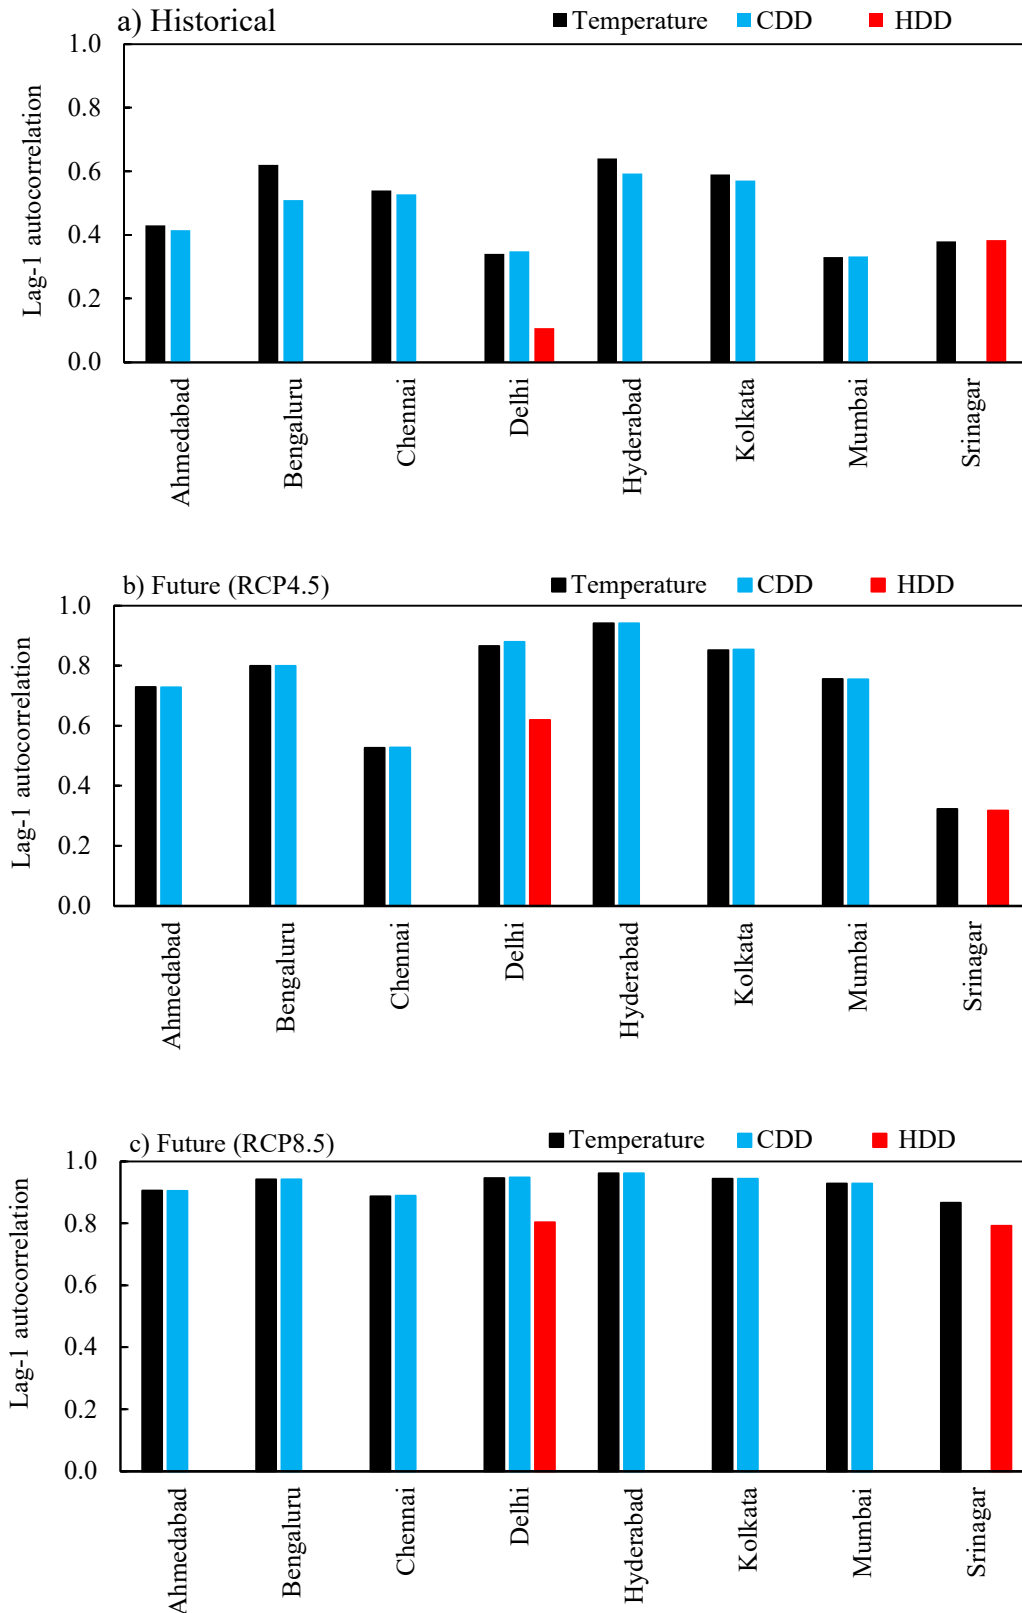 a) Historical
Temperature CDD HDD
Lag-1 autocorrelation
1.0
0.8
0.6
0.4
0.2
0.0
Ahmedabad
Bengaluru
Chennai
Delhi
Hyderabad
Kolkata
Mumbai
Srinagar
b) Future (RCP4.5)
Temperature CDD HDD
Lag-1 autocorrelation
1.0
0.8
0.6
0.4
0.2
0.0
Ahmedabad
Bengaluru
Chennai
Delhi
Hyderabad
Kolkata
Mumbai
Srinagar
c) Future (RCP8.5)
Temperature CDD HDD
Lag-1 autocorrelation
1.0
0.8
0.6
0.4
0.2
0.0
Ahmedabad
Bengaluru
Chennai
Delhi
Hyderabad
Kolkata
Mumbai
Srinagar